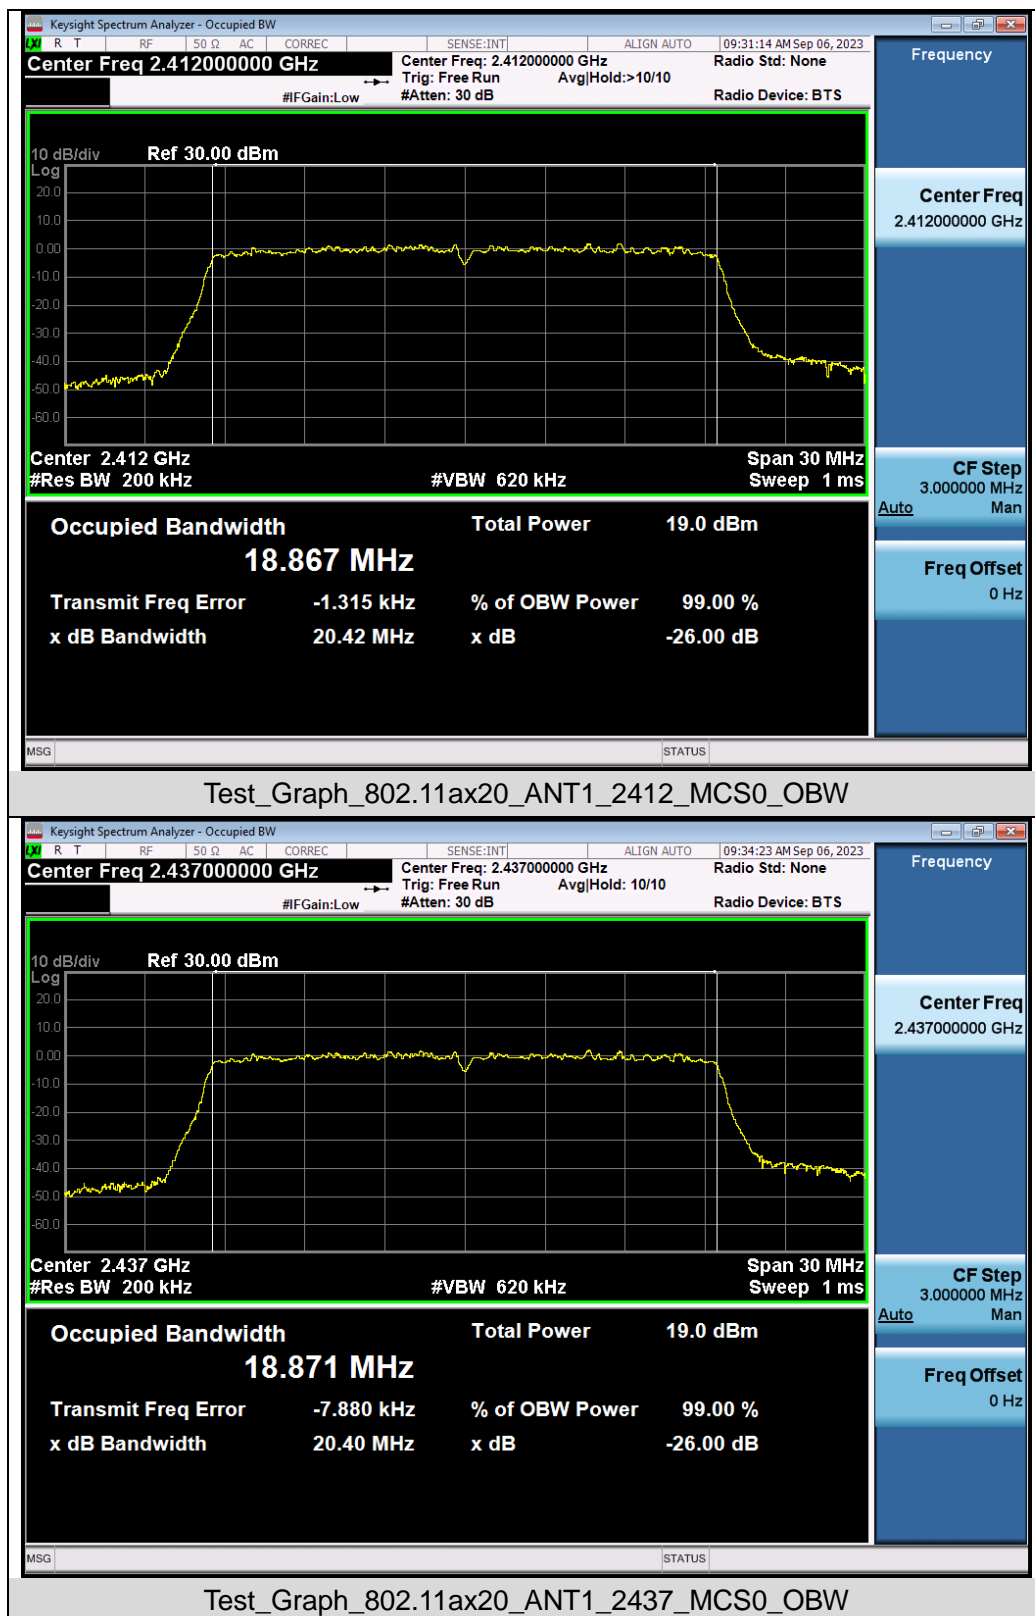 Keysight Spectrum Analyzer - Occupied BW
LXI R T RF 50 Ω AC CORREC SENSE:INT ALIGN AUTO 09:31:14 AM Sep 06, 2023
Center Freq 2.412000000 GHz
Center Freq: 2.412000000 GHz
Radio Std: None
Trig: Free Run Avg|Hold:>10/10
#IFGain:Low
#Atten: 30 dB
Radio Device: BTS
Frequency
10 dB/div Ref 30.00 dBm
Log
20.0
10.0
0.00
-10.0
-20.0
-30.0
-40.0
-50.0
-60.0
Center 2.412 GHz
Span 30 MHz
#Res BW 200 kHz
#VBW 620 kHz
Sweep 1 ms
Center Freq
2.412000000 GHz
CF Step
3.000000 MHz
Auto Man
Freq Offset
0 Hz
Occupied Bandwidth
Total Power 19.0 dBm
18.867 MHz
Transmit Freq Error -1.315 kHz % of OBW Power 99.00 %
x dB Bandwidth 20.42 MHz x dB -26.00 dB
MSG STATUS
Test_Graph_802.11ax20_ANT1_2412_MCS0_OBW
Keysight Spectrum Analyzer - Occupied BW
LXI R T RF 50 Ω AC CORREC SENSE:INT ALIGN AUTO 09:34:23 AM Sep 06, 2023
Center Freq 2.437000000 GHz
Center Freq: 2.437000000 GHz
Radio Std: None
Trig: Free Run Avg|Hold: 10/10
#IFGain:Low
#Atten: 30 dB
Radio Device: BTS
Frequency
10 dB/div Ref 30.00 dBm
Log
20.0
10.0
0.00
-10.0
-20.0
-30.0
-40.0
-50.0
-60.0
Center 2.437 GHz
Span 30 MHz
#Res BW 200 kHz
#VBW 620 kHz
Sweep 1 ms
Center Freq
2.437000000 GHz
CF Step
3.000000 MHz
Auto Man
Freq Offset
0 Hz
Occupied Bandwidth
Total Power 19.0 dBm
18.871 MHz
Transmit Freq Error -7.880 kHz % of OBW Power 99.00 %
x dB Bandwidth 20.40 MHz x dB -26.00 dB
MSG STATUS
Test_Graph_802.11ax20_ANT1_2437_MCS0_OBW